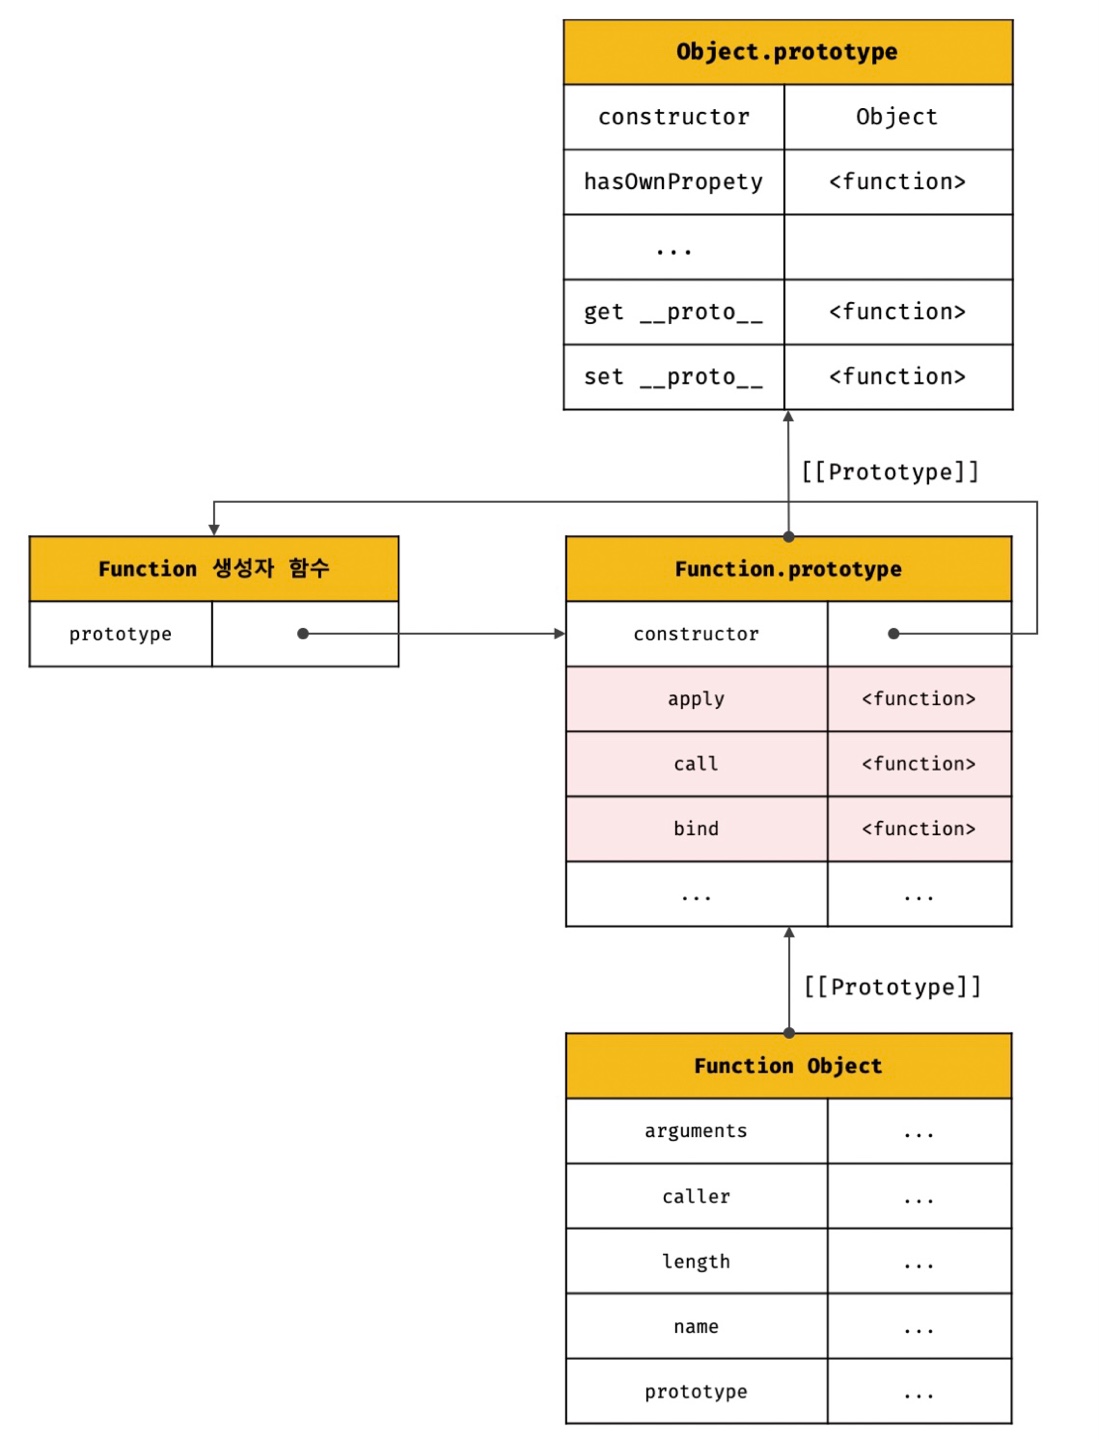 Object.prototype
constructor Object
hasOwnPropety <function>
...
get __proto__ <function>
set __proto__ <function>
[[Prototype]]
Function 생성자 함수
prototype
Function.prototype
constructor
apply <function>
call <function>
bind <function>
... ...
[[Prototype]]
Function Object
arguments ...
caller ...
length ...
name ...
prototype ...